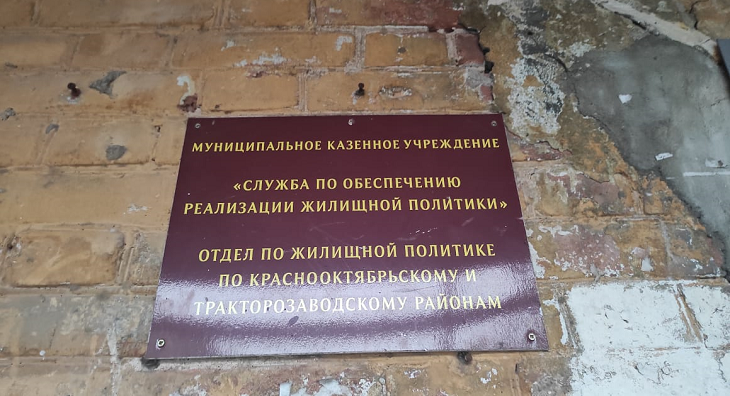 МУНИЦИПАЛЬНОЕ КАЗЕННОЕ УЧРЕЖДЕНИЕ
«СЛУЖБА ПО ОБЕСПЕЧЕНИЮ
РЕАЛИЗАЦИИ ЖИЛИЩНОЙ ПОЛИТИКИ»
ОТДЕЛ ПО ЖИЛИЩНОЙ ПОЛИТИКЕ
ПО КРАСНООКТЯБРЬСКОМУ И
ТРАКТОРОЗАВОДСКОМУ РАЙОНАМ